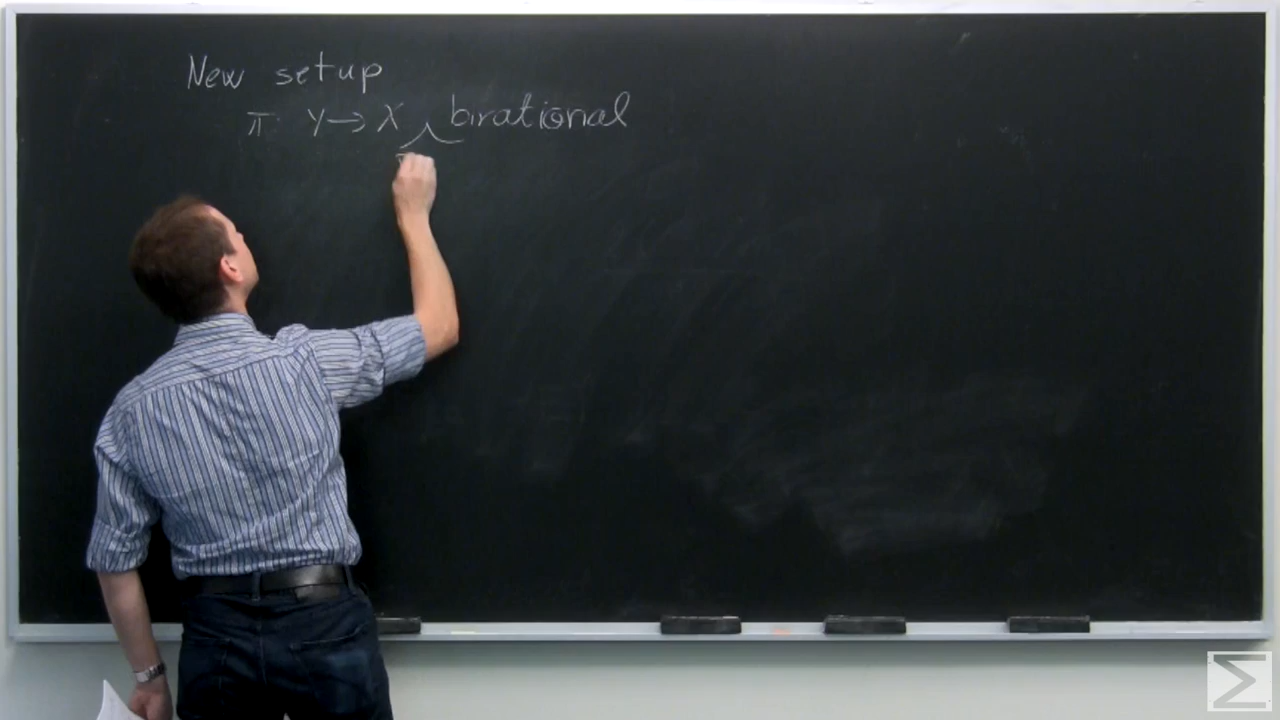 New setup
π: Y → X birational
Σ